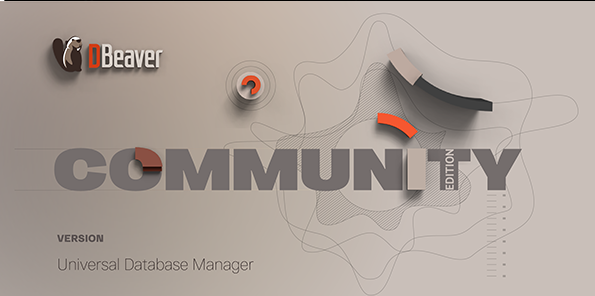 DBeaver
COMMUNITY
EDITION
VERSION
Universal Database Manager